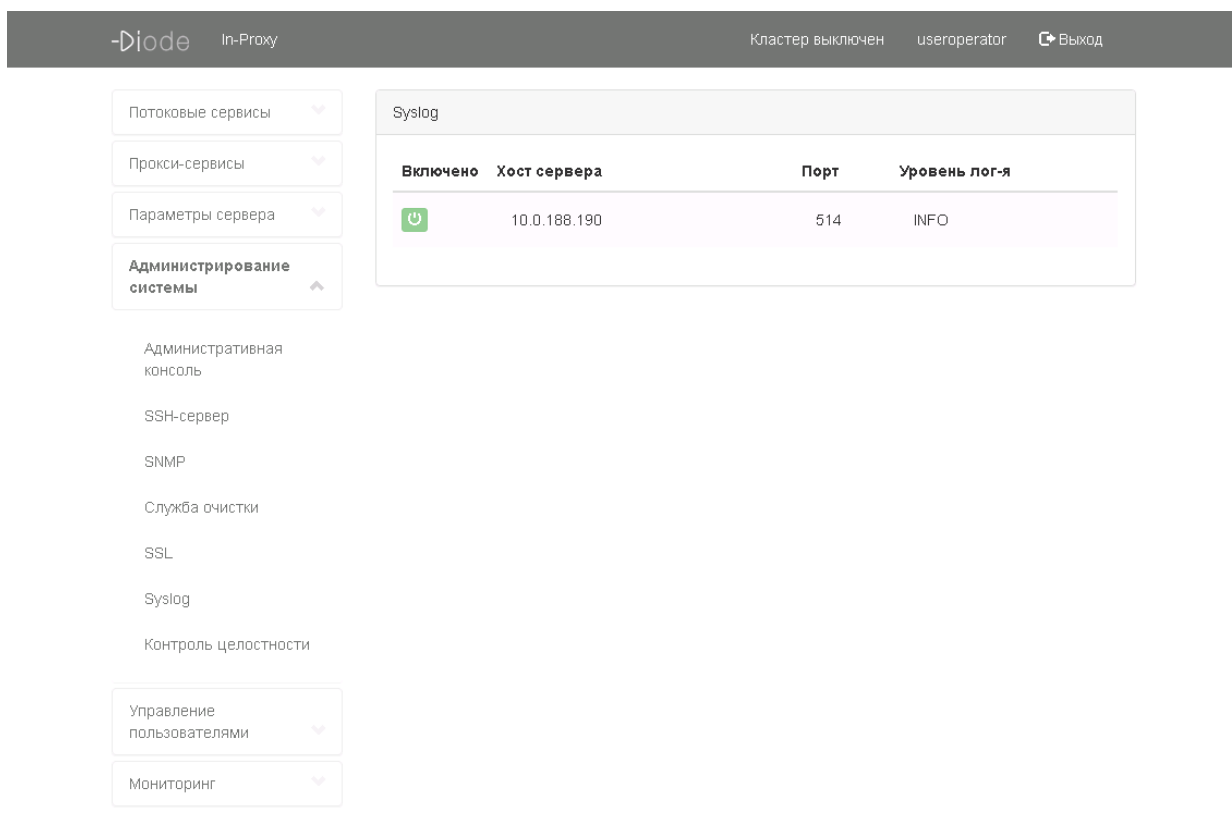 -Diode In-Proxy Кластер выключен useroperator Выход
Потоковые сервисы
Прокси-сервисы
Параметры сервера
Администрирование
системы
Административная
консоль
SSH-сервер
SNMP
Служба очистки
SSL
Syslog
Контроль целостности
Управление
пользователями
Мониторинг
Syslog
Включено Хост сервера Порт Уровень лог-я
10.0.188.190 514 INFO